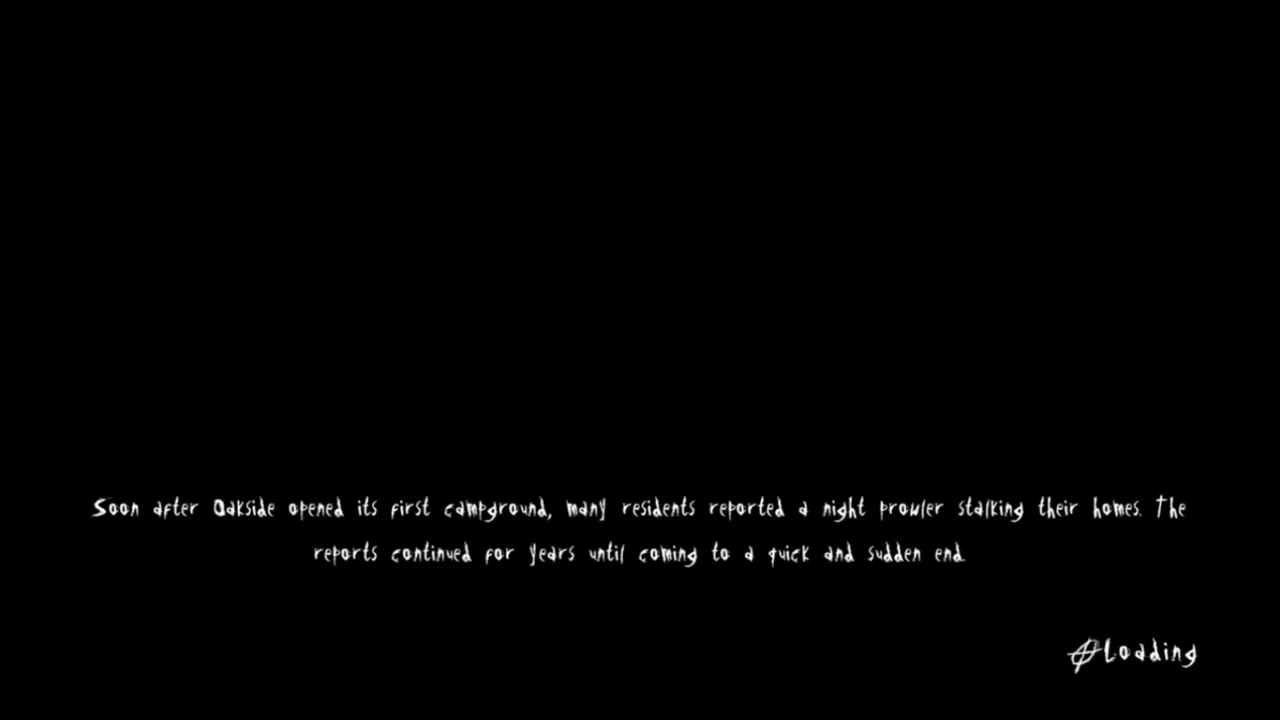 Soon after Oakside opened its first campground, many residents reported a night prowler stalking their homes. The
reports continued for years until coming to a quick and sudden end.
Loading